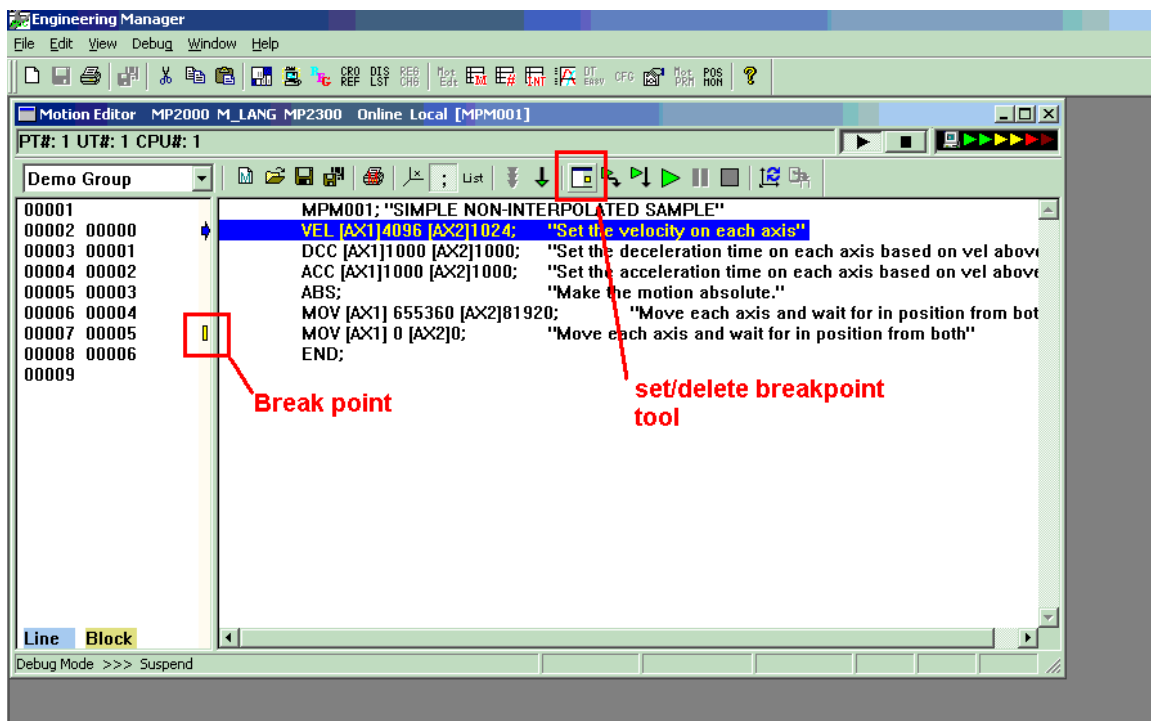 Engineering Manager
File Edit View Debug Window Help
CRO REF DIS LST REG CHG Mot Edt M # INT DT Easy CFG Mot PRM POS MON
Motion Editor MP2000 M_LANG MP2300 Online Local [MPM001]
PT#: 1 UT#: 1 CPU#: 1
Demo Group ; List
00001 MPM001; "SIMPLE NON-INTERPOLATED SAMPLE"
00002 00000 VEL [AX1]4096 [AX2]1024; "Set the velocity on each axis"
00003 00001 DCC [AX1]1000 [AX2]1000; "Set the deceleration time on each axis based on vel above
00004 00002 ACC [AX1]1000 [AX2]1000; "Set the acceleration time on each axis based on vel above
00005 00003 ABS; "Make the motion absolute."
00006 00004 MOV [AX1] 655360 [AX2]81920; "Move each axis and wait for in position from bot
00007 00005 MOV [AX1] 0 [AX2]0; "Move each axis and wait for in position from both"
00008 00006 END;
00009
Break point
set/delete breakpoint
tool
Line Block
Debug Mode >>> Suspend